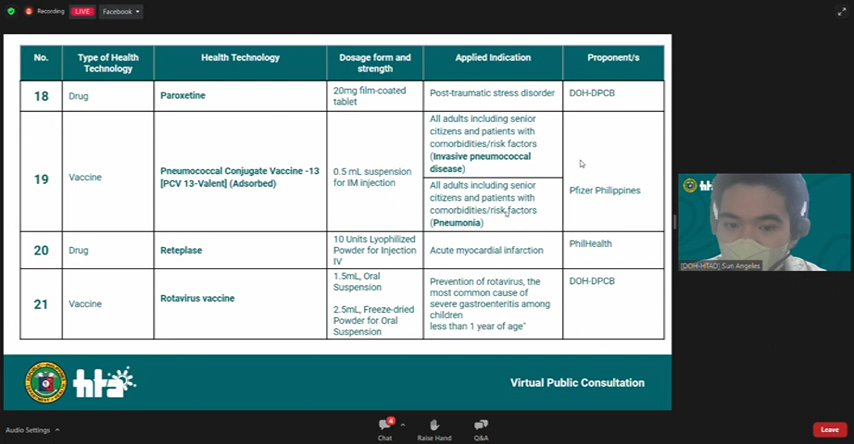 Recording
LIVE
Facebook
No.
Type of Health
Technology
Health Technology
Dosage form and
strength
Applied Indication
Proponent/s
18
Drug
Paroxetine
20mg film-coated
tablet
Post-traumatic stress disorder
DOH-DPCB
19
Vaccine
Pneumococcal Conjugate Vaccine -13
[PCV 13-Valent] (Adsorbed)
0.5 mL suspension
for IM injection
All adults including senior
citizens and patients with
comorbidities/risk factors
(Invasive pneumococcal
disease)
All adults including senior
citizens and patients with
comorbidities/risk factors
(Pneumonia)
Pfizer Philippines
20
Drug
Reteplase
10 Units Lyophilized
Powder for Injection
IV
Acute myocardial infarction
PhilHealth
21
Vaccine
Rotavirus vaccine
1.5mL, Oral
Suspension
2.5mL, Freeze-dried
Powder for Oral
Suspension
Prevention of rotavirus, the
most common cause of
severe gastroenteritis among
children
less than 1 year of age"
DOH-DPCB
hta
Virtual Public Consultation
hta
[DOH-HTAD] Sun Angeles
Audio Settings
4
Chat
Raise Hand
Q&A
Leave